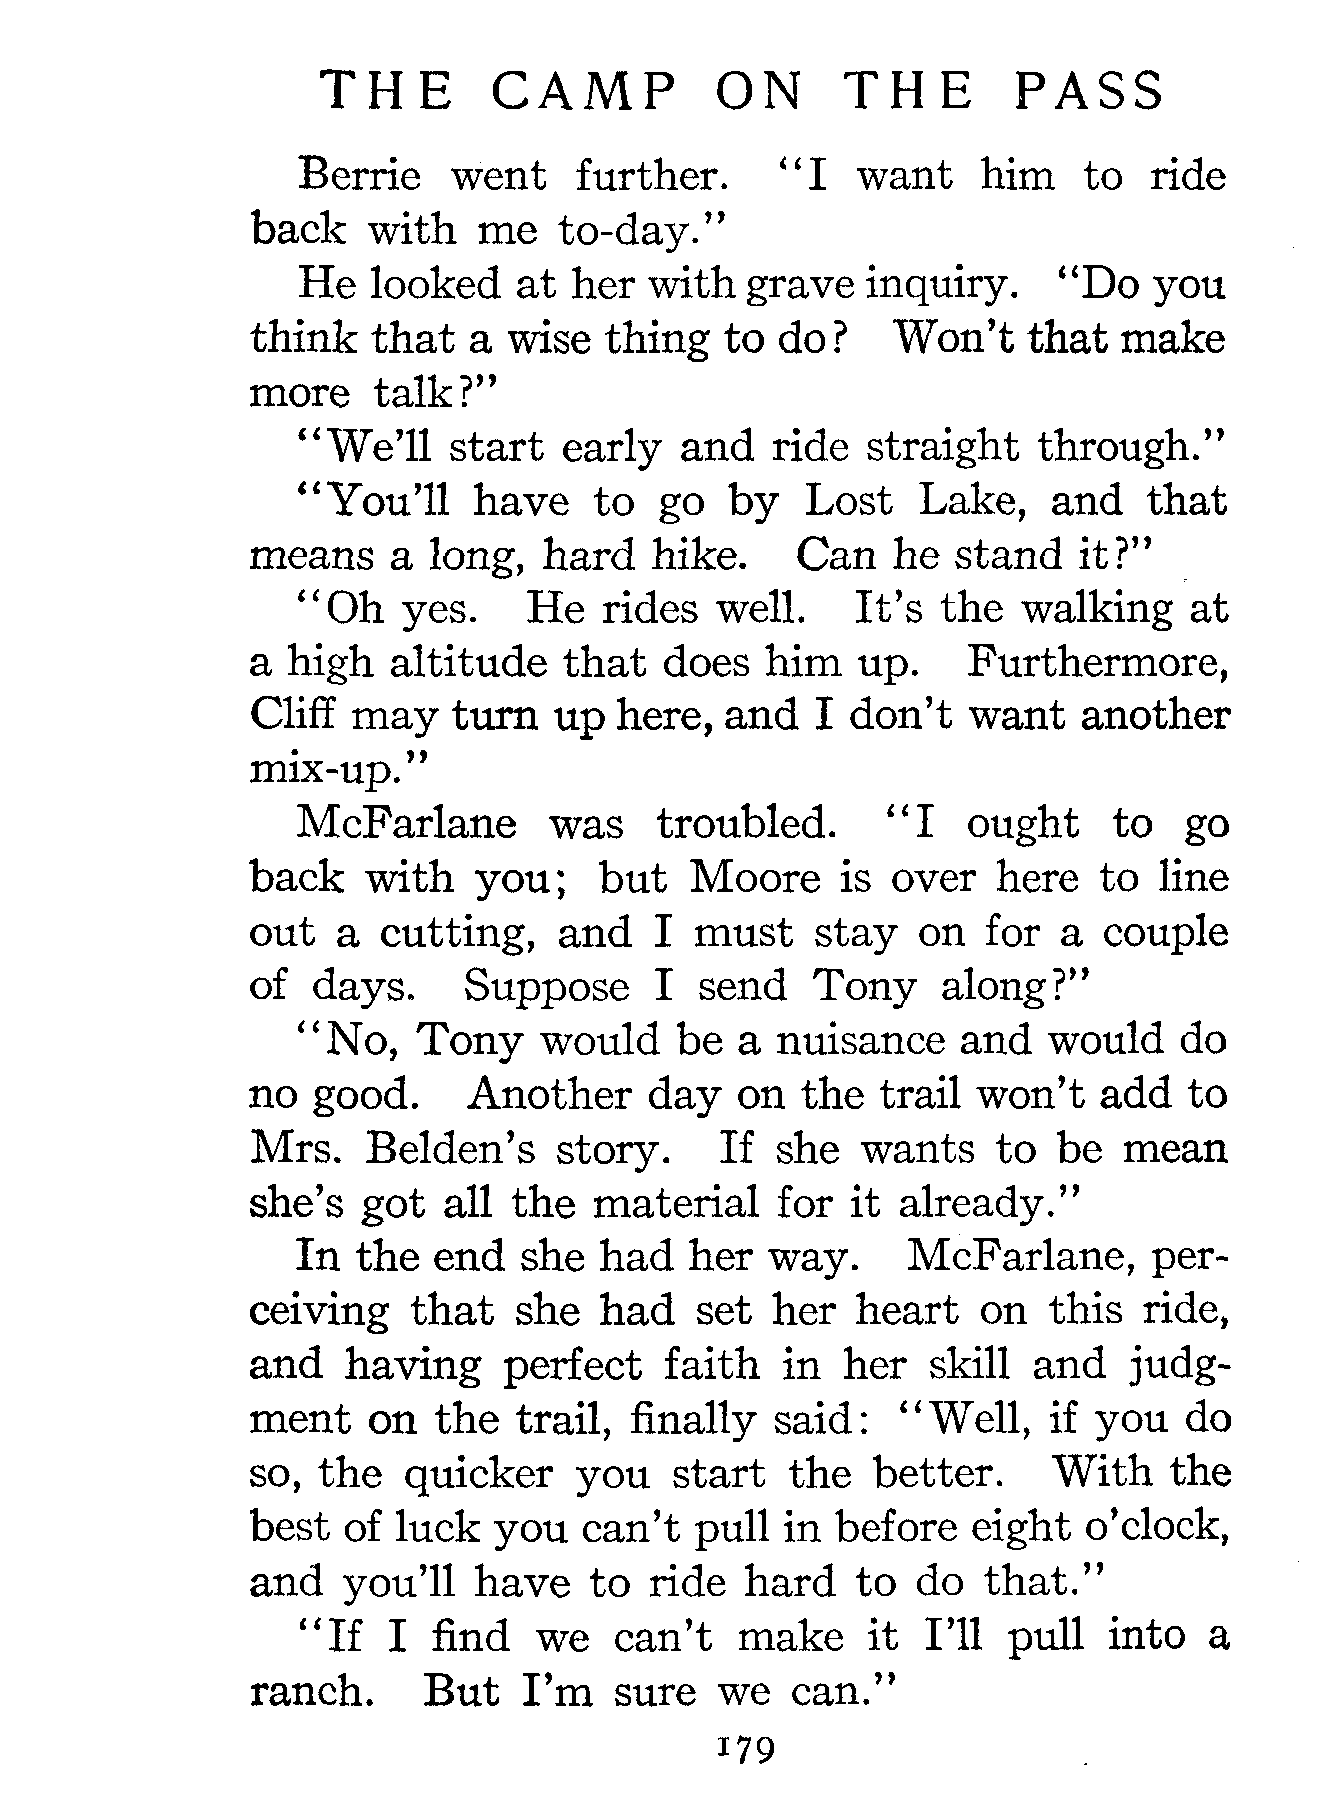 THE CAMP ON THE PASS
Berrie went further. "I want him to ride
back with me to-day."
He looked at her with grave inquiry. "Do you
think that a wise thing to do? Won't that make
more talk?"
"We'll start early and ride straight through."
"You'll have to go by Lost Lake, and that
means a long, hard hike. Can he stand it?"
"Oh yes. He rides well. It's the walking at
a high altitude that does him up. Furthermore,
Cliff may turn up here, and I don't want another
mix-up."
McFarlane was troubled. "I ought to go
back with you; but Moore is over here to line
out a cutting, and I must stay on for a couple
of days. Suppose I send Tony along?"
"No, Tony would be a nuisance and would do
no good. Another day on the trail won't add to
Mrs. Belden's story. If she wants to be mean
she's got all the material for it already."
In the end she had her way. McFarlane, per-
ceiving that she had set her heart on this ride,
and having perfect faith in her skill and judg-
ment on the trail, finally said: "Well, if you do
so, the quicker you start the better. With the
best of luck you can't pull in before eight o'clock,
and you'll have to ride hard to do that."
"If I find we can't make it I'll pull into a
ranch. But I'm sure we can."
179